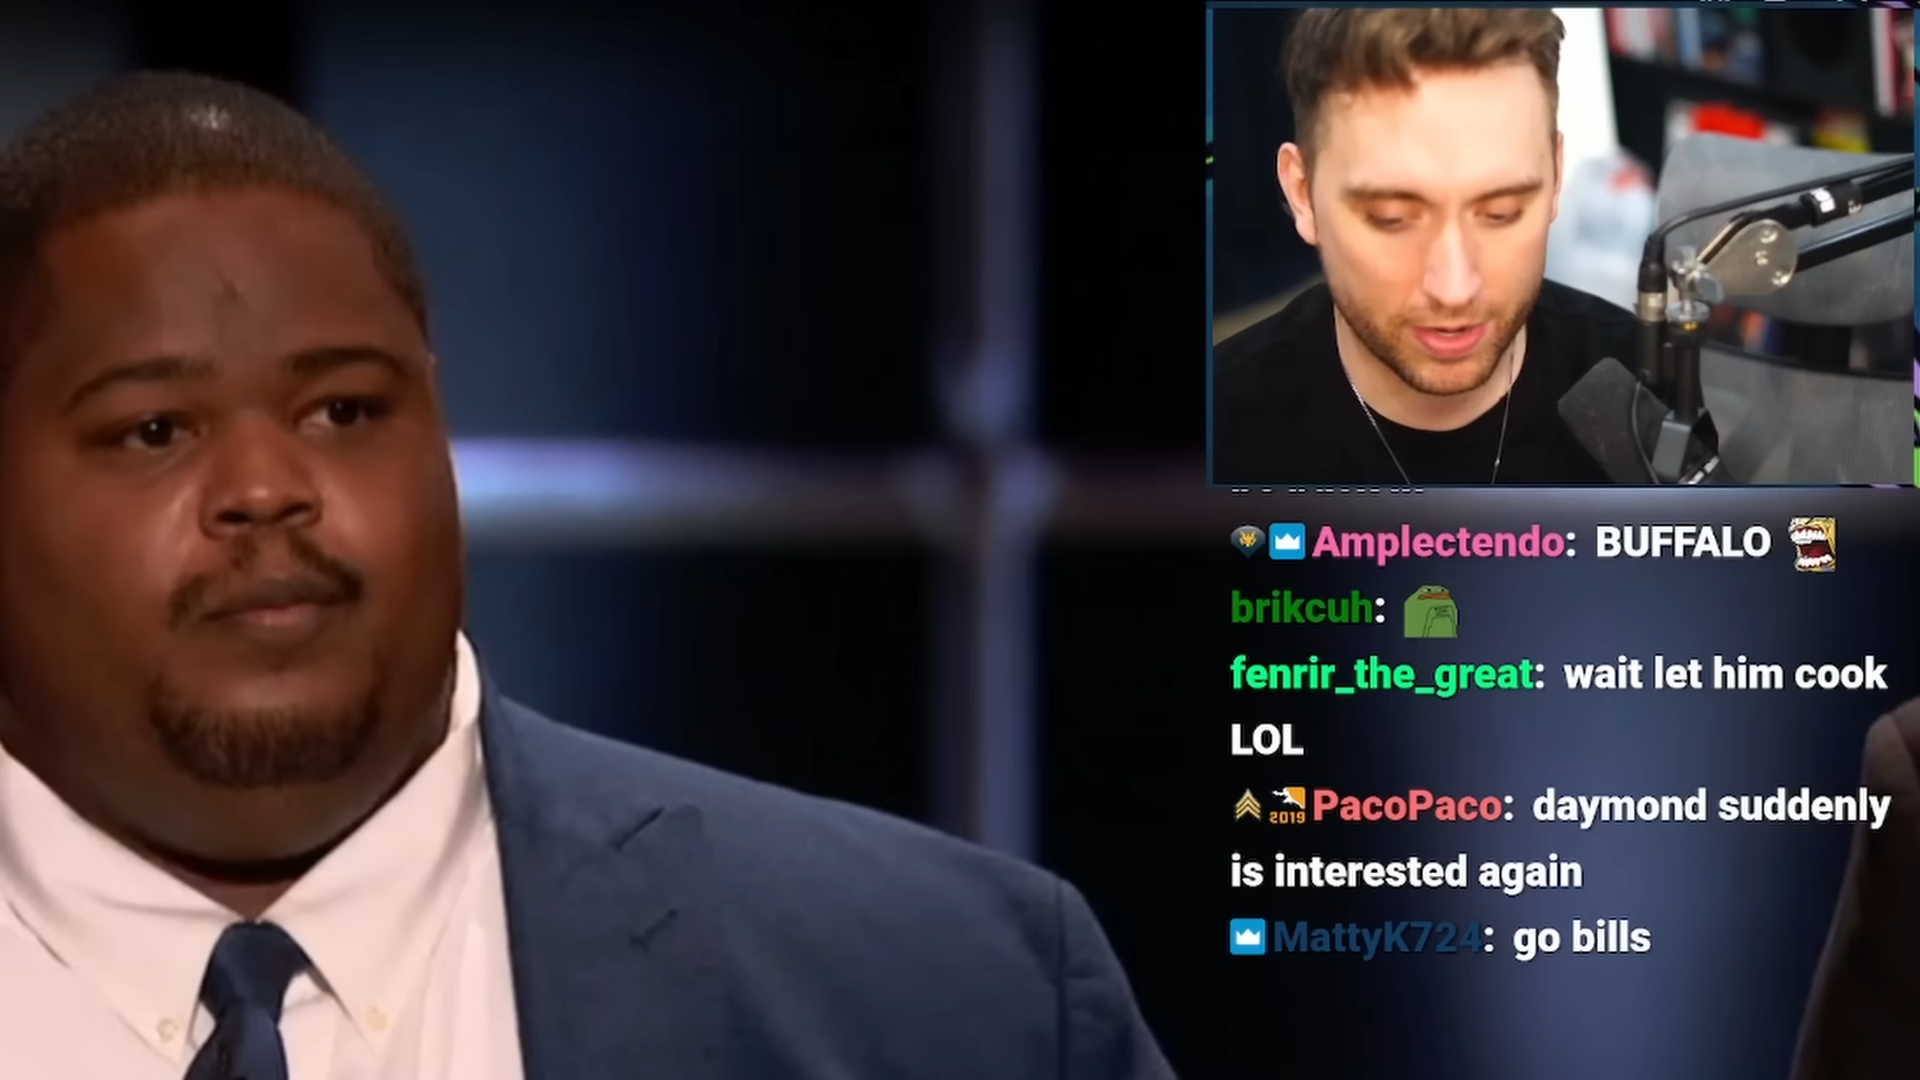 Amplectendo: BUFFALO
brikcuh:
fenrir_the_great: wait let him cook
LOL
2019 PacoPaco: daymond suddenly
is interested again
MattyK724: go bills